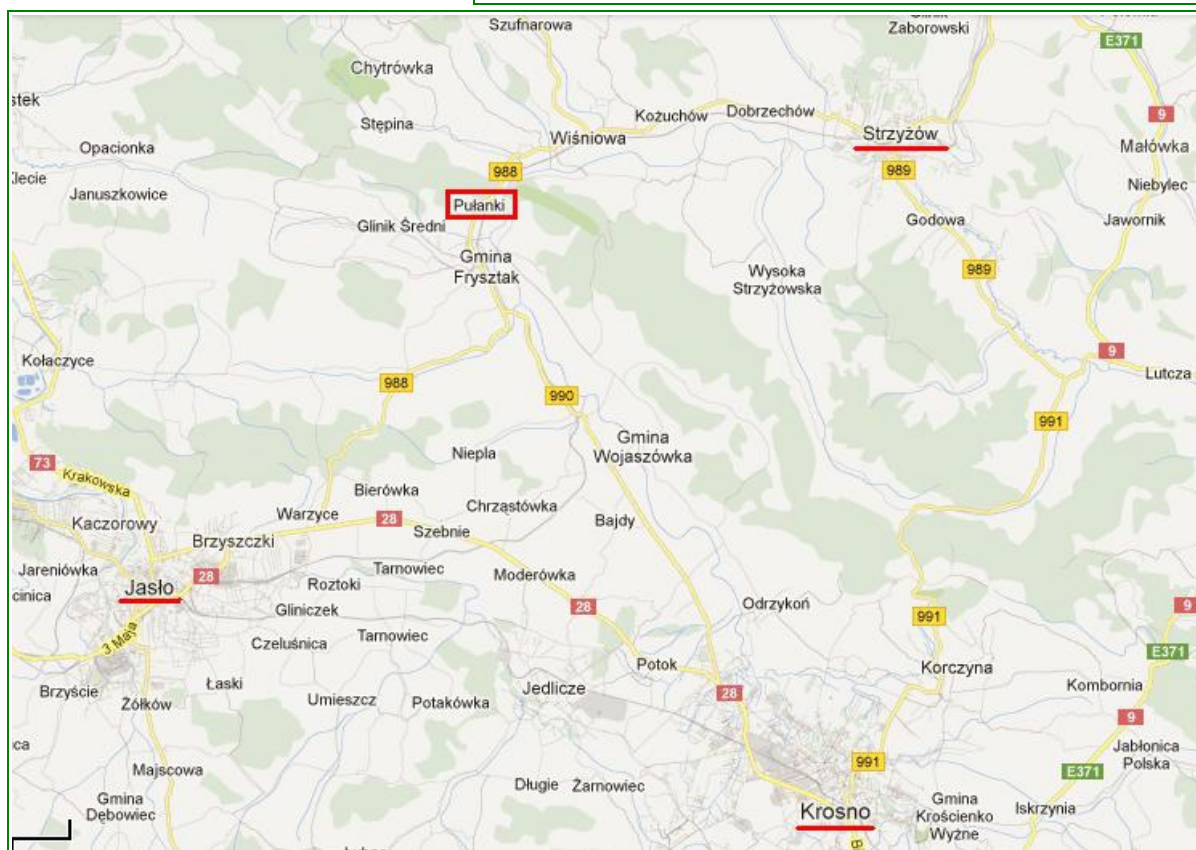 Szufnarowa
Zaborowski
E371
Chytrówka
stek
Stępina
Kożuchów
Dobrzechów
Strzyżów
9
Opacionka
Wiśniowa
Małówka
988
989
Januszkowice
Pułanki
Niebylec
Glinik Średni
Godowa
Jawornik
Gmina
Frysztak
Wysoka
Strzyżowska
989
Kołaczyce
9
Lutcza
988
990
991
Gmina
Wojaszówka
Niepla
73
Krakowska
Bierówka
Chrząstówka
Kaczorowy
Warzyce
28
Szebnie
Bajdy
Brzyszczki
Jareniówka
Tarnowiec
Moderówka
cinica
Jasło
28
Roztoki
Gliniczek
28
Odrzykoń
9
991
3 Maja
Czeluśnica
Tarnowiec
E371
Potok
Korczyna
Brzyście
Łaski
Umieszcz
Potakówka
Jedlicze
28
Kombornia
Żółków
9
Jabłonica
Polska
Majscowa
991
E371
Gmina
Dębowiec
Długie
Żarnowiec
Krosno
Gmina
Krościenko
Wyżne
Iskrzynia